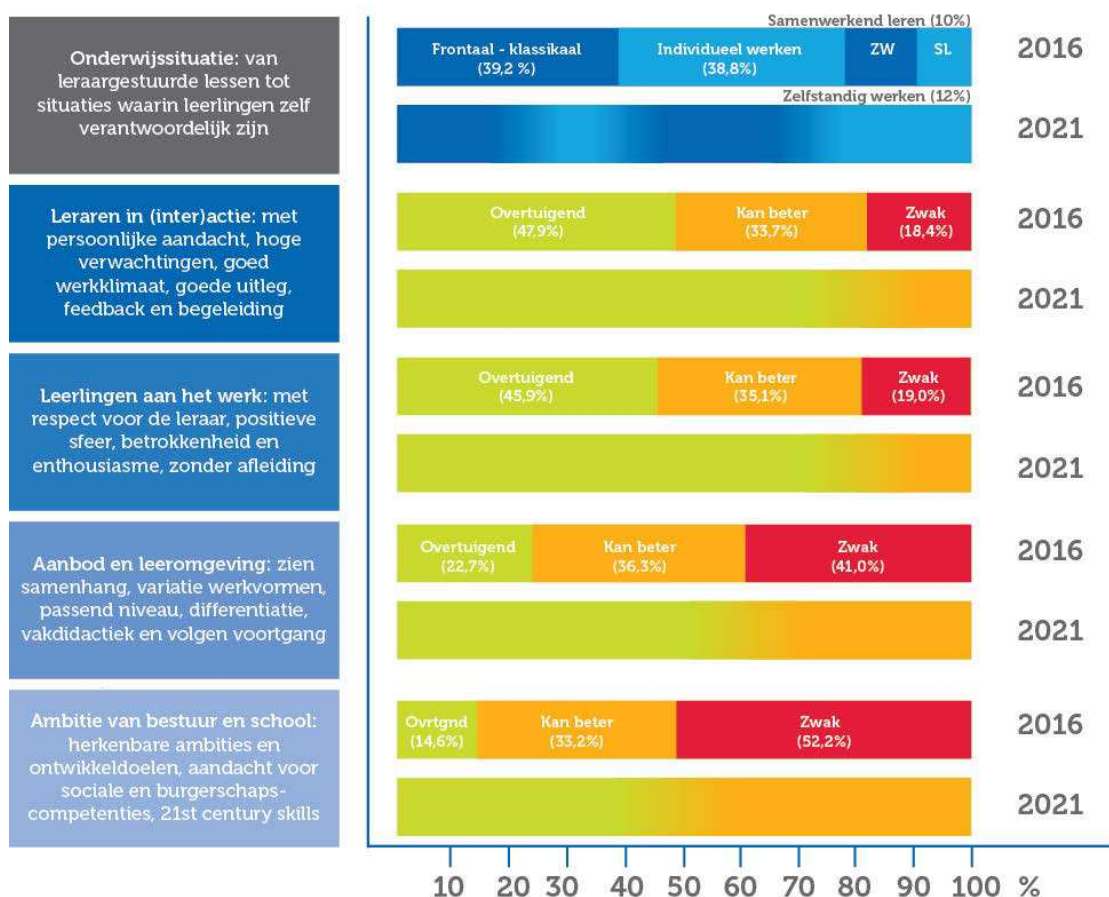 Onderwijssituatie: van
leraargestuurde lessen tot
situaties waarin leerlingen zelf
verantwoordelijk zijn
Samenwerkend leren (10%)
Frontaal - klassikaal
(39,2 %)
Individueel werken
(38,8%)
ZW
SL
2016
Zelfstandig werken (12%)
2021
Leraren in (inter)actie: met
persoonlijke aandacht, hoge
verwachtingen, goed
werkklimaat, goede uitleg,
feedback en begeleiding
Overtuigend
(47,9%)
Kan beter
(33,7%)
Zwak
(18,4%)
2016
2021
Leerlingen aan het werk: met
respect voor de leraar, positieve
sfeer, betrokkenheid en
enthousiasme, zonder afleiding
Overtuigend
(45,9%)
Kan beter
(35,1%)
Zwak
(19,0%)
2016
2021
Aanbod en leeromgeving: zien
samenhang, variatie werkvormen,
passend niveau, differentiatie,
vakdidactiek en volgen voortgang
Overtuigend
(22,7%)
Kan beter
(36,3%)
Zwak
(41,0%)
2016
2021
Ambitie van bestuur en school:
herkenbare ambities en
ontwikkeldoelen, aandacht voor
sociale en burgerschaps-
competenties, 21st century skills
Ovrtgnd
(14,6%)
Kan beter
(33,2%)
Zwak
(52,2%)
2016
2021
10 20 30 40 50 60 70 80 90 100 %